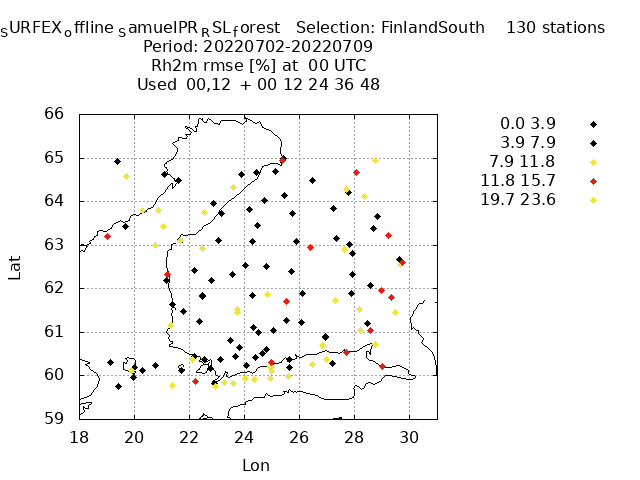 SURFEXoffline SamuelPRRSLforest Selection: FinlandSouth 130 stations
Period: 20220702-20220709
Rh2m rmse [%] at 00 UTC
Used 00,12 + 00 12 24 36 48
66
65
64
63
62
61
60
59
18 20 22 24 26 28 30
Lat
Lon
0.0 3.9
3.9 7.9
7.9 11.8
11.8 15.7
19.7 23.6